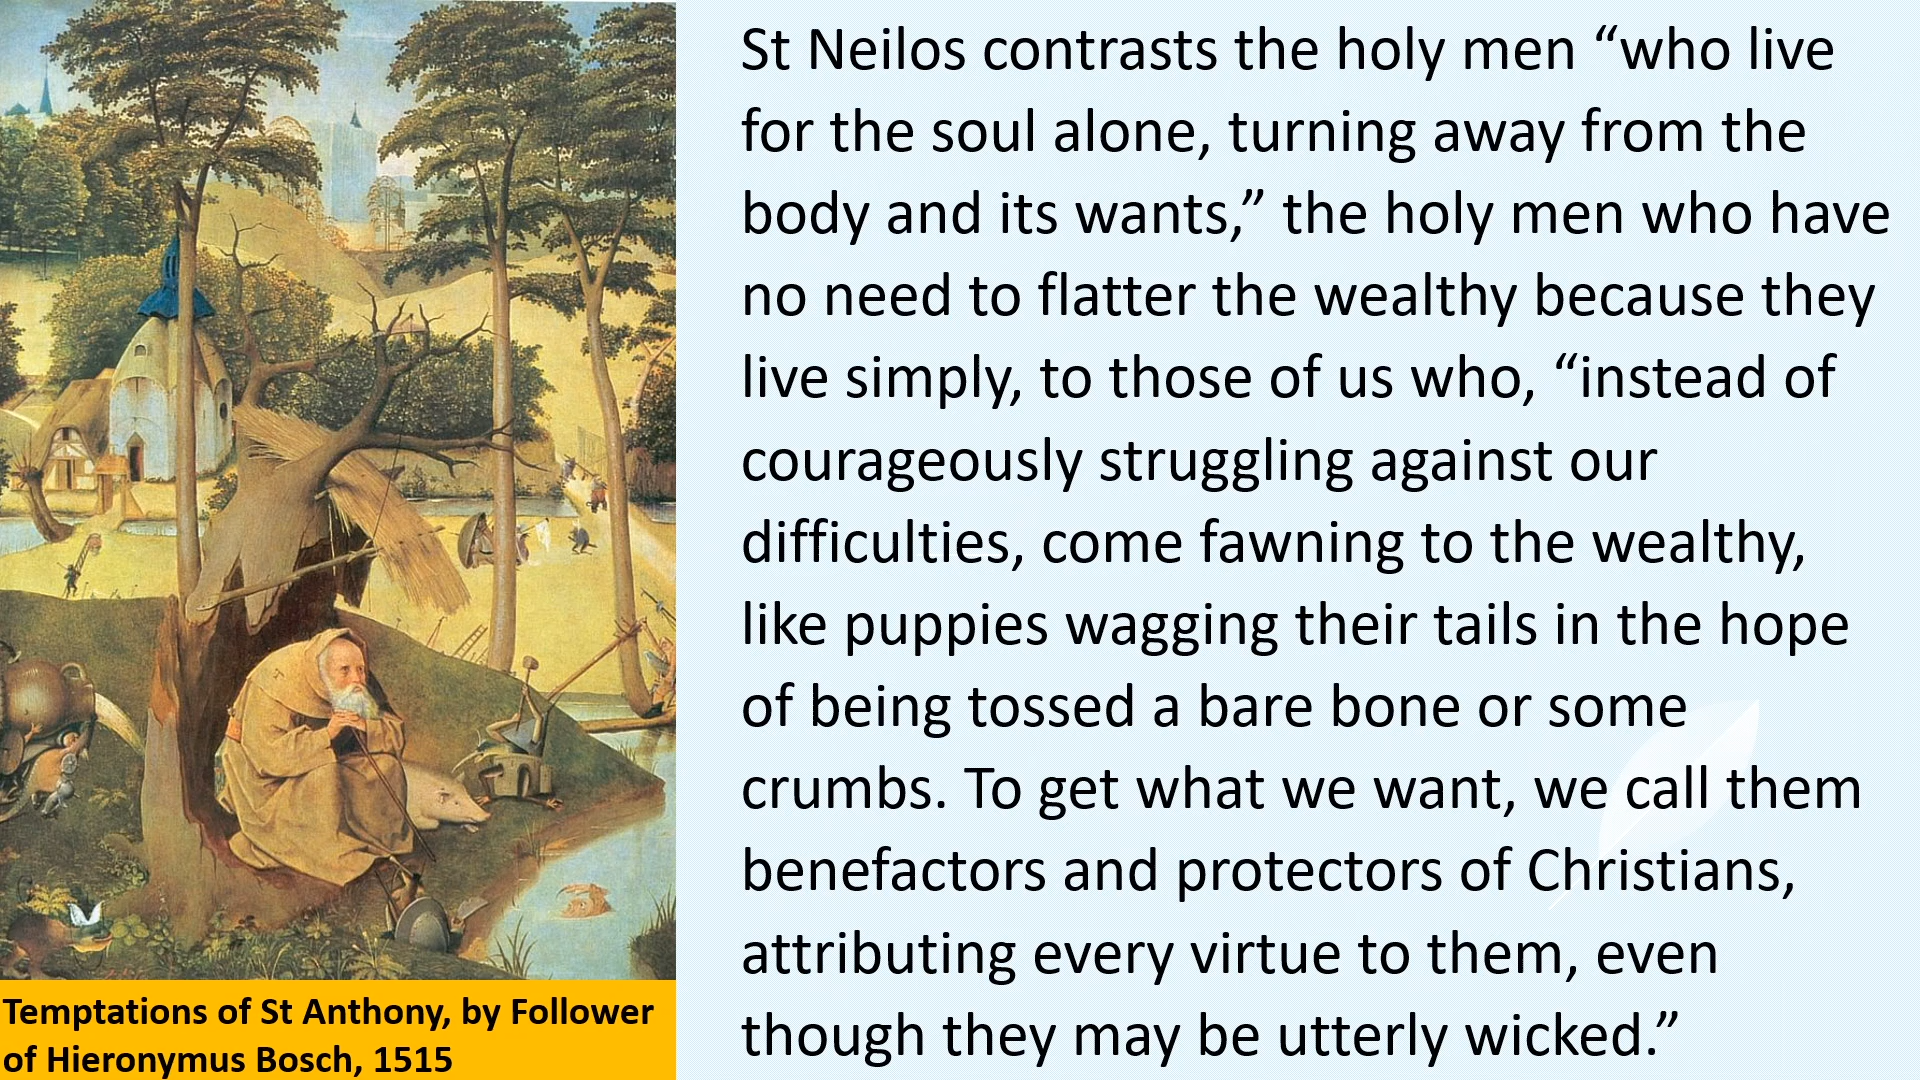 St Neilos contrasts the holy men “who live
for the soul alone, turning away from the
body and its wants,” the holy men who have
no need to flatter the wealthy because they
live simply, to those of us who, “instead of
courageously struggling against our
difficulties, come fawning to the wealthy,
like puppies wagging their tails in the hope
of being tossed a bare bone or some
crumbs. To get what we want, we call them
benefactors and protectors of Christians,
attributing every virtue to them, even
though they may be utterly wicked.”
Temptations of St Anthony, by Follower
of Hieronymus Bosch, 1515